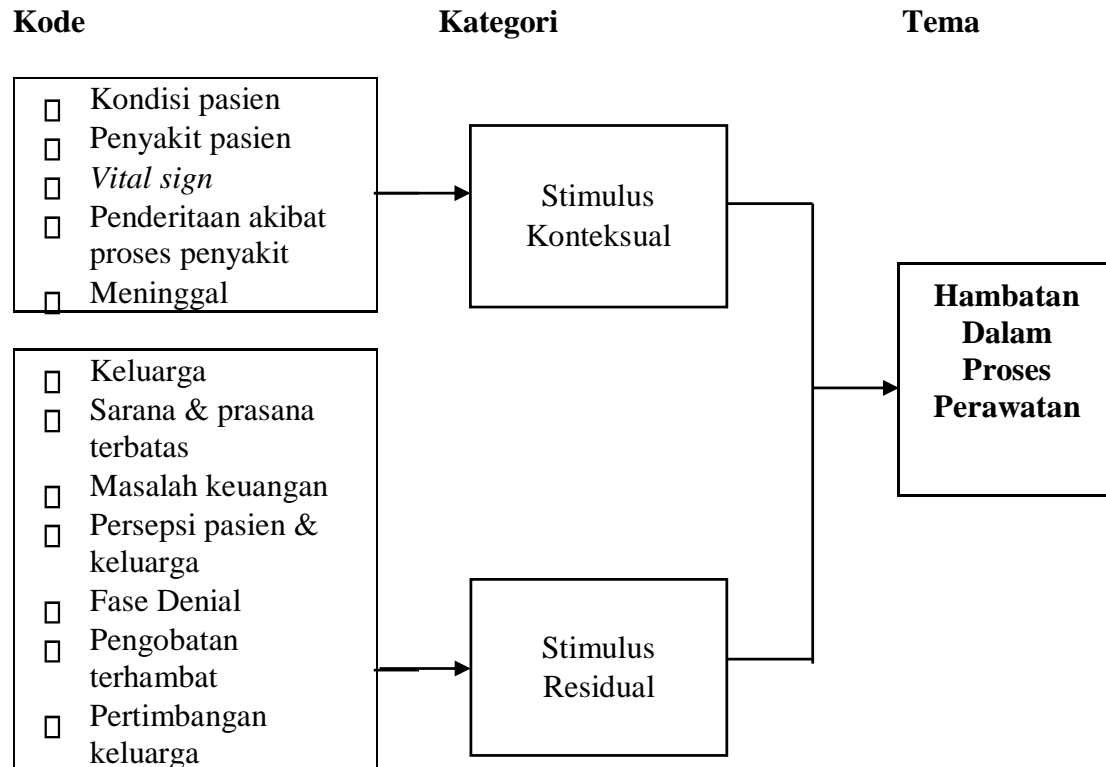 Kode Kategori Tema
Kondisi pasien
Penyakit pasien
Vital sign
Penderitaan akibat
proses penyakit
Meninggal
Stimulus
Konteksual
Keluarga
Sarana & prasana
terbatas
Masalah keuangan
Persepsi pasien &
keluarga
Fase Denial
Pengobatan
terhambat
Pertimbangan
keluarga
Stimulus
Residual
Hambatan
Dalam
Proses
Perawatan